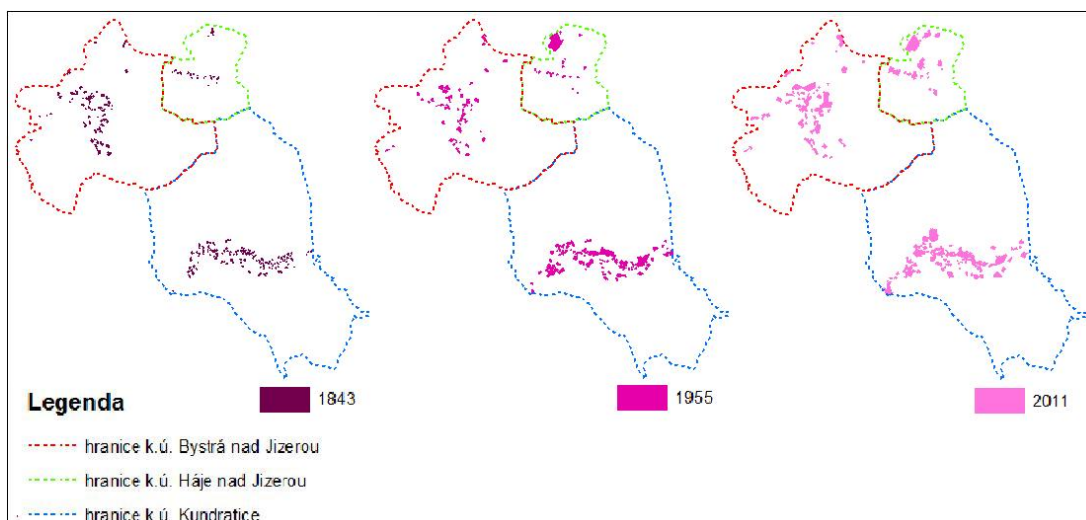 1843
1955
2011
Legenda
hranice k.ú. Bystrá nad Jizerou
hranice k.ú. Háje nad Jizerou
hranice k.ú. Kundratice